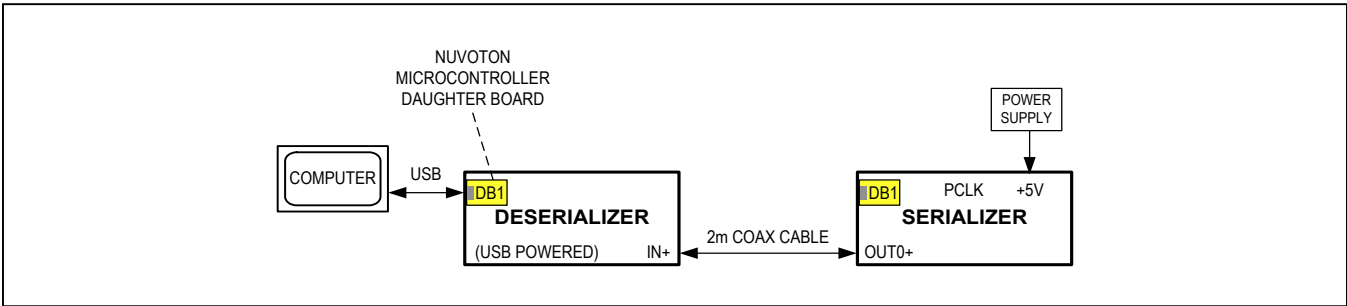 NUVOTON
MICROCONTROLLER
DAUGHTER BOARD
POWER
SUPPLY
COMPUTER
USB
DB1
DESERIALIZER
(USB POWERED) IN+
2m COAX CABLE
DB1 PCLK +5V
SERIALIZER
OUT0+